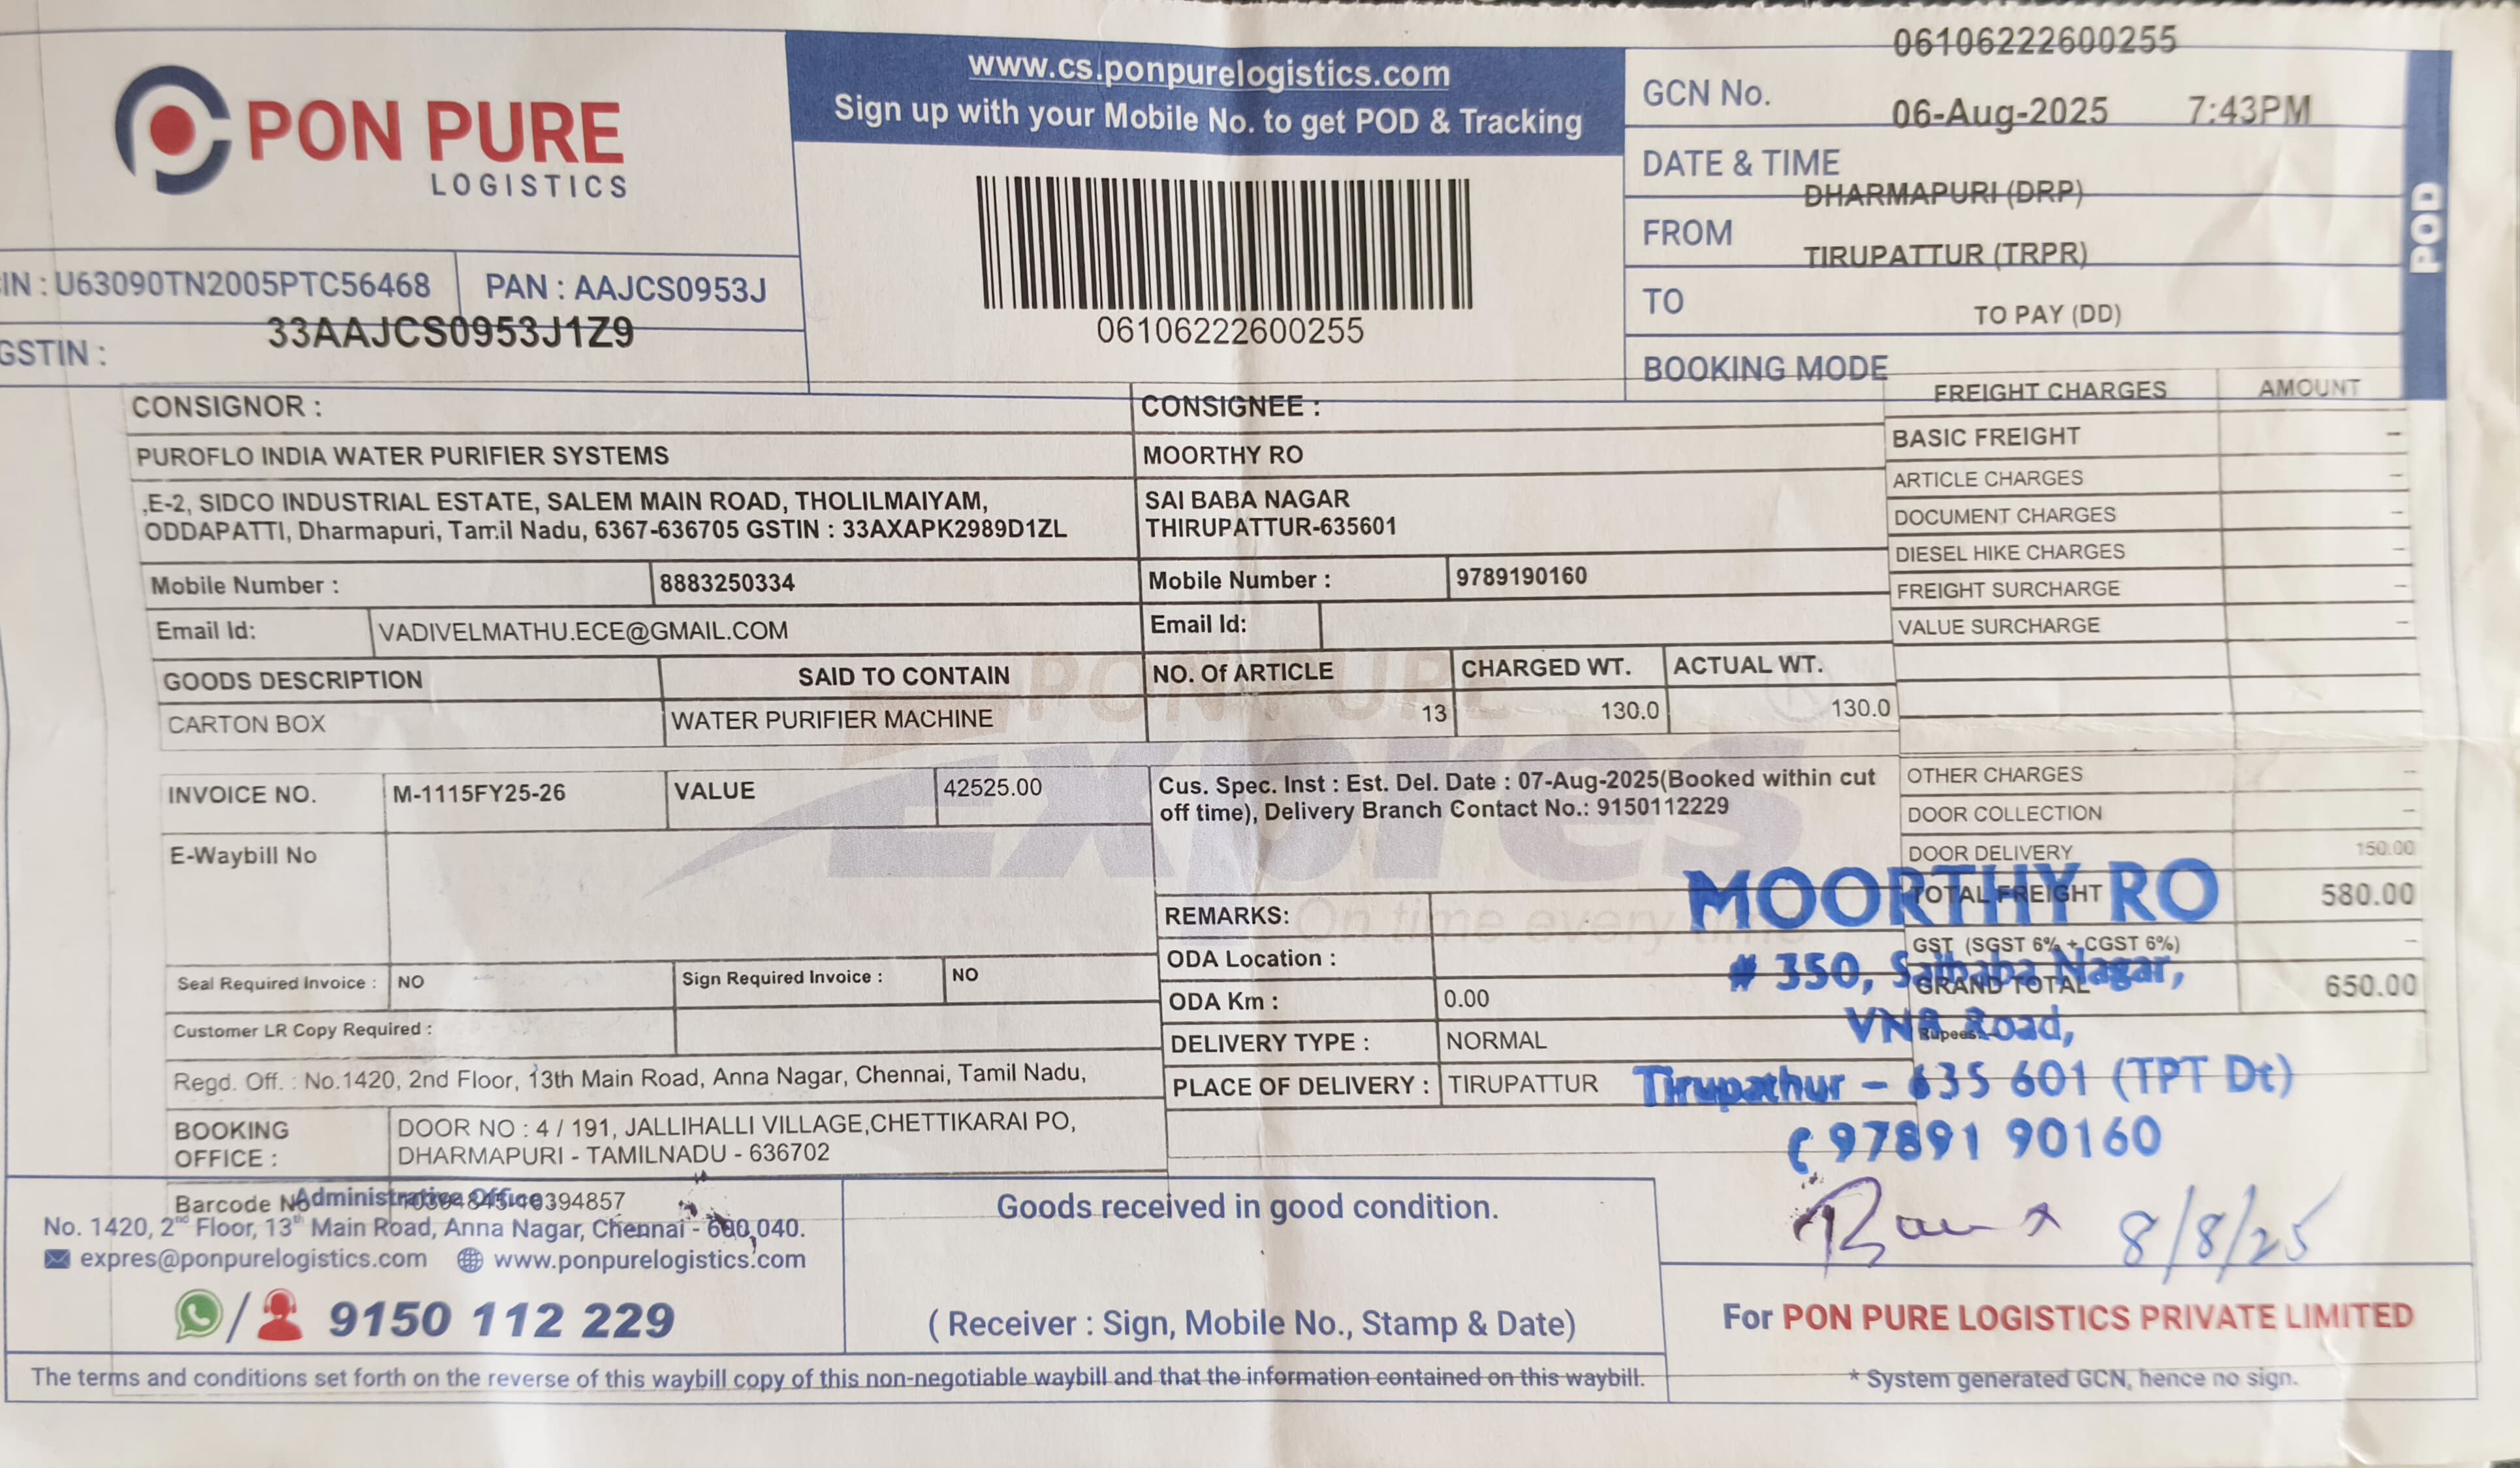 PON PURE
LOGISTICS
www.cs.ponpurelogistics.com
Sign up with your Mobile No. to get POD & Tracking
06106222600255
06106222600255
GCN No.
06-Aug-2025 7:43PM
DATE & TIME
DHARMAPURI (DRP)
FROM
TIRUPATTUR (TRPR)
TO
TO PAY (DD)
BOOKING MODE
POD
IN : U63090TN2005PTC56468 PAN : AAJCS0953J
33AAJCS0953J1Z9
GSTIN :
CONSIGNOR :
PUROFLO INDIA WATER PURIFIER SYSTEMS
,E-2, SIDCO INDUSTRIAL ESTATE, SALEM MAIN ROAD, THOLILMAIYAM,
ODDAPATTI, Dharmapuri, Tamil Nadu, 6367-636705 GSTIN : 33AXAPK2989D1ZL
Mobile Number : 8883250334
Email Id: VADIVELMATHU.ECE@GMAIL.COM
CONSIGNEE :
MOORTHY RO
SAI BABA NAGAR
THIRUPATTUR-635601
Mobile Number : 9789190160
Email Id:
FREIGHT CHARGES AMOUNT
BASIC FREIGHT –
ARTICLE CHARGES –
DOCUMENT CHARGES –
DIESEL HIKE CHARGES –
FREIGHT SURCHARGE –
VALUE SURCHARGE –
GOODS DESCRIPTION SAID TO CONTAIN NO. Of ARTICLE CHARGED WT. ACTUAL WT.
CARTON BOX WATER PURIFIER MACHINE 13 130.0 130.0
PON PURE
Expres
On time every time
INVOICE NO. M-1115FY25-26 VALUE 42525.00
Cus. Spec. Inst : Est. Del. Date : 07-Aug-2025(Booked within cut
off time), Delivery Branch Contact No.: 9150112229
OTHER CHARGES –
DOOR COLLECTION –
DOOR DELIVERY 150.00
TOTAL FREIGHT 580.00
GST (SGST 6% + CGST 6%) –
GRAND TOTAL 650.00
Rupees
E-Waybill No
REMARKS:
ODA Location :
ODA Km : 0.00
DELIVERY TYPE : NORMAL
PLACE OF DELIVERY : TIRUPATTUR
Seal Required Invoice : NO Sign Required Invoice : NO
Customer LR Copy Required :
Regd. Off. : No.1420, 2nd Floor, 13th Main Road, Anna Nagar, Chennai, Tamil Nadu,
BOOKING
OFFICE :
DOOR NO : 4 / 191, JALLIHALLI VILLAGE,CHETTIKARAI PO,
DHARMAPURI - TAMILNADU - 636702
MOORTHY RO
# 350, Saibaba Nagar,
VNR Road,
Tirupathur - 635 601 (TPT Dt)
97891 90160
8/8/25
Barcode No
Administrative Office
No. 1420, 2nd Floor, 13th Main Road, Anna Nagar, Chennai - 600,040.
expres@ponpurelogistics.com www.ponpurelogistics.com
/ 9150 112 229
Goods received in good condition.
( Receiver : Sign, Mobile No., Stamp & Date)
For PON PURE LOGISTICS PRIVATE LIMITED
* System generated GCN, hence no sign.
The terms and conditions set forth on the reverse of this waybill copy of this non-negotiable waybill and that the information contained on this waybill.